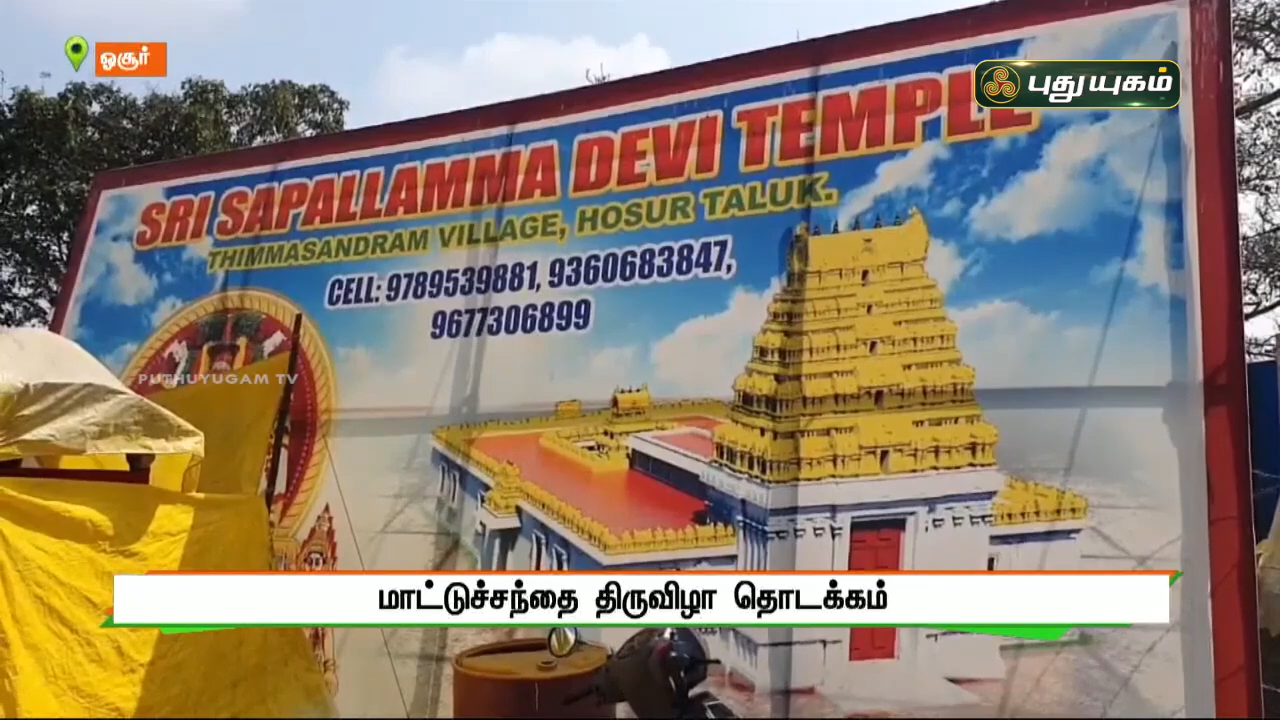 ஓசூர்
புதுயுகம்
SRI SAPALLAMMA DEVI TEMPLE
THIMMASANDRAM VILLAGE, HOSUR TALUK.
CELL: 9789539881, 9360683847,
9677306899
PUTHUYUGAM TV
மாட்டுச்சந்தை திருவிழா தொடக்கம்